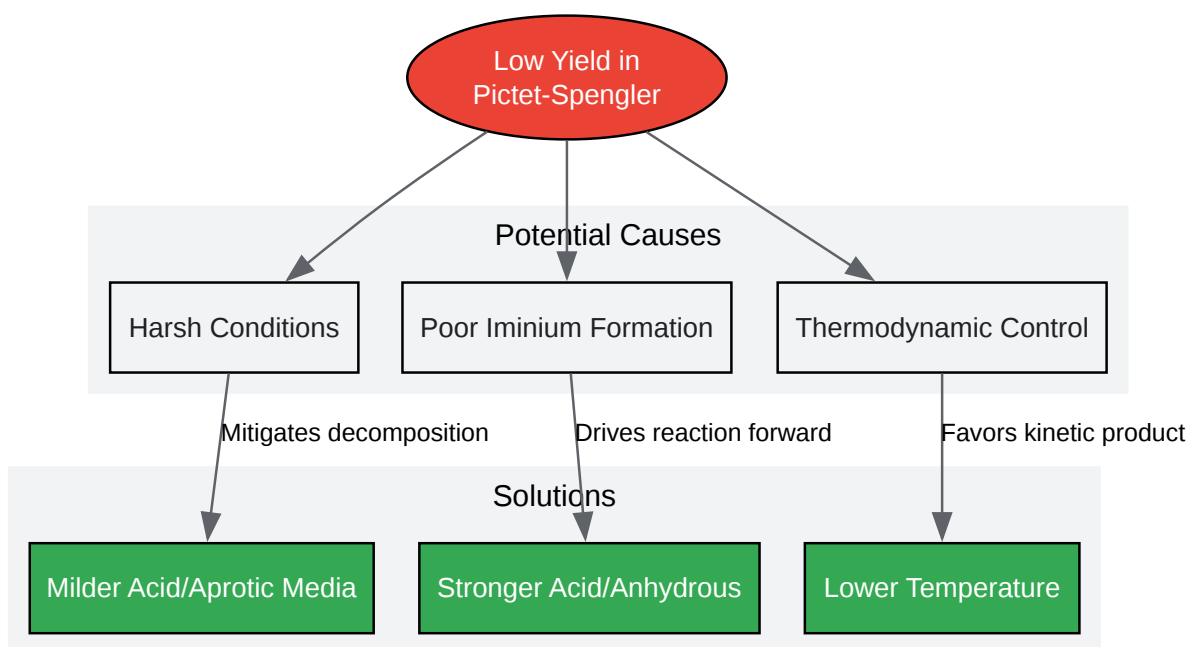 Low Yield in
Pictet-Spengler
Potential Causes
Harsh Conditions
Poor Iminium Formation
Thermodynamic Control
Mitigates decomposition
Drives reaction forward
Favors kinetic product
Solutions
Milder Acid/Aprotic Media
Stronger Acid/Anhydrous
Lower Temperature